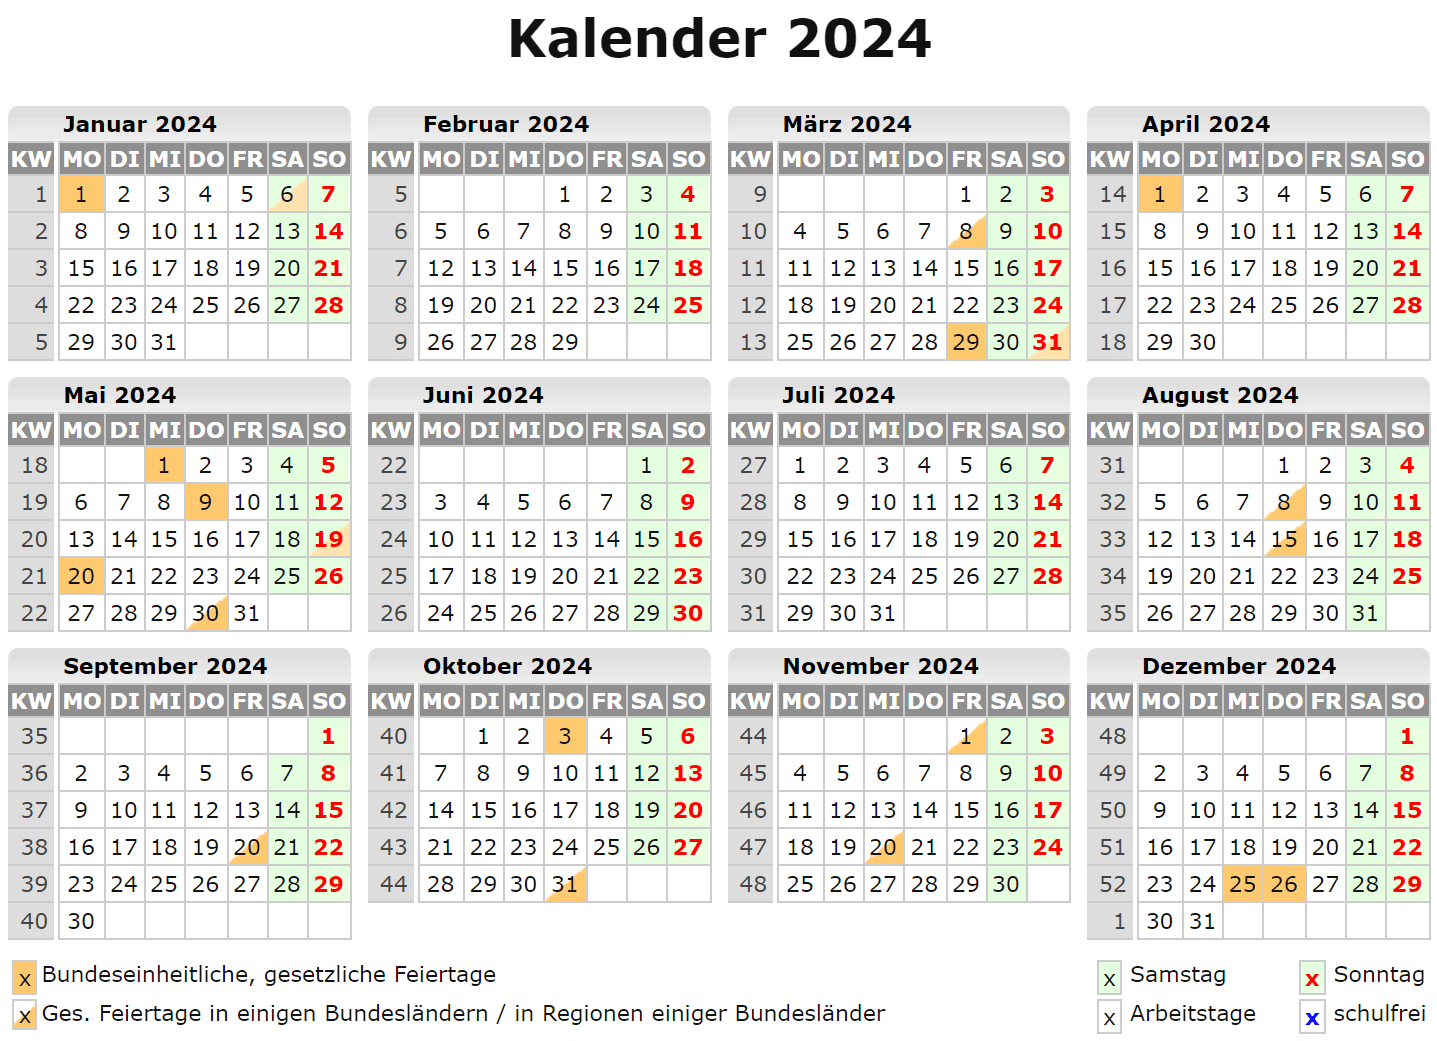 Kalender 2024
Januar 2024 Februar 2024 März 2024 April 2024
KW MO DI MI DO FR SA SO KW MO DI MI DO FR SA SO KW MO DI MI DO FR SA SO KW MO DI MI DO FR SA SO
1 1 2 3 4 5 6 7 5 1 2 3 4 9 1 2 3 14 1 2 3 4 5 6 7
2 8 9 10 11 12 13 14 6 5 6 7 8 9 10 11 10 4 5 6 7 8 9 10 15 8 9 10 11 12 13 14
3 15 16 17 18 19 20 21 7 12 13 14 15 16 17 18 11 11 12 13 14 15 16 17 16 15 16 17 18 19 20 21
4 22 23 24 25 26 27 28 8 19 20 21 22 23 24 25 12 18 19 20 21 22 23 24 17 22 23 24 25 26 27 28
5 29 30 31 9 26 27 28 29 13 25 26 27 28 29 30 31 18 29 30
Mai 2024 Juni 2024 Juli 2024 August 2024
KW MO DI MI DO FR SA SO KW MO DI MI DO FR SA SO KW MO DI MI DO FR SA SO KW MO DI MI DO FR SA SO
18 1 2 3 4 5 22 1 2 27 1 2 3 4 5 6 7 31 1 2 3 4
19 6 7 8 9 10 11 12 23 3 4 5 6 7 8 9 28 8 9 10 11 12 13 14 32 5 6 7 8 9 10 11
20 13 14 15 16 17 18 19 24 10 11 12 13 14 15 16 29 15 16 17 18 19 20 21 33 12 13 14 15 16 17 18
21 20 21 22 23 24 25 26 25 17 18 19 20 21 22 23 30 22 23 24 25 26 27 28 34 19 20 21 22 23 24 25
22 27 28 29 30 31 26 24 25 26 27 28 29 30 31 29 30 31 35 26 27 28 29 30 31
September 2024 Oktober 2024 November 2024 Dezember 2024
KW MO DI MI DO FR SA SO KW MO DI MI DO FR SA SO KW MO DI MI DO FR SA SO KW MO DI MI DO FR SA SO
35 1 40 1 2 3 4 5 6 44 1 2 3 48 1
36 2 3 4 5 6 7 8 41 7 8 9 10 11 12 13 45 4 5 6 7 8 9 10 49 2 3 4 5 6 7 8
37 9 10 11 12 13 14 15 42 14 15 16 17 18 19 20 46 11 12 13 14 15 16 17 50 9 10 11 12 13 14 15
38 16 17 18 19 20 21 22 43 21 22 23 24 25 26 27 47 18 19 20 21 22 23 24 51 16 17 18 19 20 21 22
39 23 24 25 26 27 28 29 44 28 29 30 31 48 25 26 27 28 29 30 52 23 24 25 26 27 28 29
40 30 1 30 31
x Bundeseinheitliche, gesetzliche Feiertage x Samstag x Sonntag
x Ges. Feiertage in einigen Bundesländern / in Regionen einiger Bundesländer x Arbeitstage x schulfrei